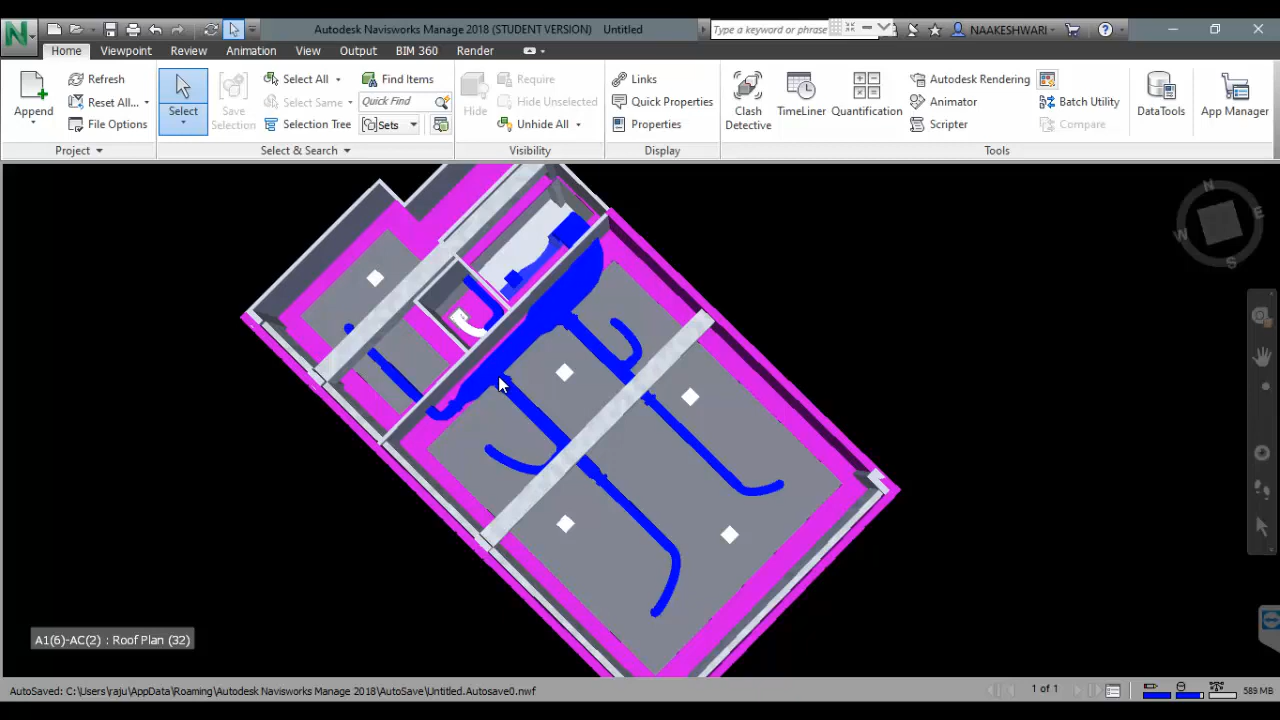 Autodesk Navisworks Manage 2018 (STUDENT VERSION) Untitled
Type a keyword or phrase
NAAKESHWARI
Home Viewpoint Review Animation View Output BIM 360 Render
Append
Refresh
Reset All...
File Options
Project
Select
Save Selection
Select All
Select Same
Selection Tree
Find Items
Quick Find
Sets
Select & Search
Hide
Require
Hide Unselected
Unhide All
Visibility
Links
Quick Properties
Properties
Display
Clash Detective
TimeLiner
Quantification
Autodesk Rendering
Animator
Scripter
Batch Utility
Compare
DataTools
App Manager
Tools
N
E
S
W
A1(6)-AC(2) : Roof Plan (32)
AutoSaved: C:\Users\raju\AppData\Roaming\Autodesk Navisworks Manage 2018\AutoSave\Untitled.Autosave0.nwf
1 of 1
589 MB